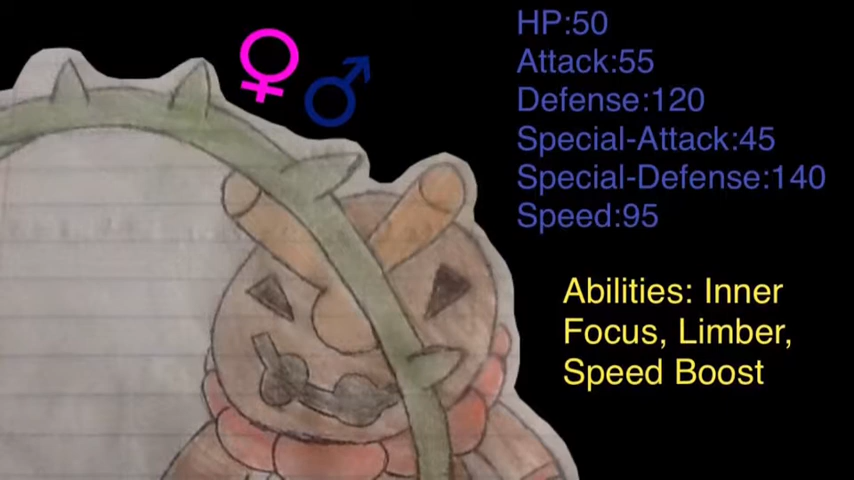 HP:50
Attack:55
Defense:120
Special-Attack:45
Special-Defense:140
Speed:95
Abilities: Inner
Focus, Limber,
Speed Boost